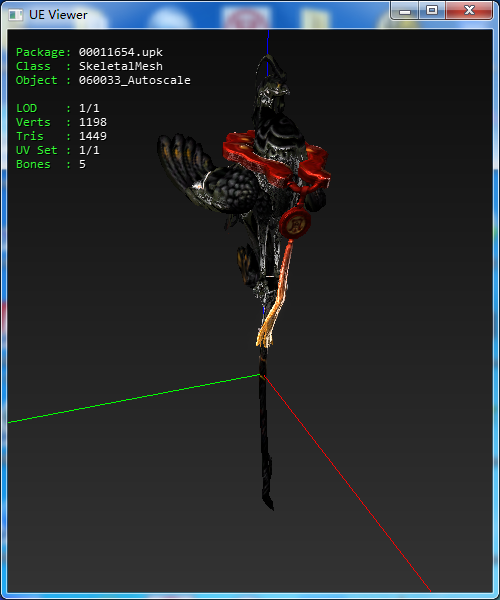 UE Viewer
Package: 00011654.upk
Class : SkeletalMesh
Object : 060033_Autoscale
LOD : 1/1
Verts : 1198
Tris : 1449
UV Set : 1/1
Bones : 5